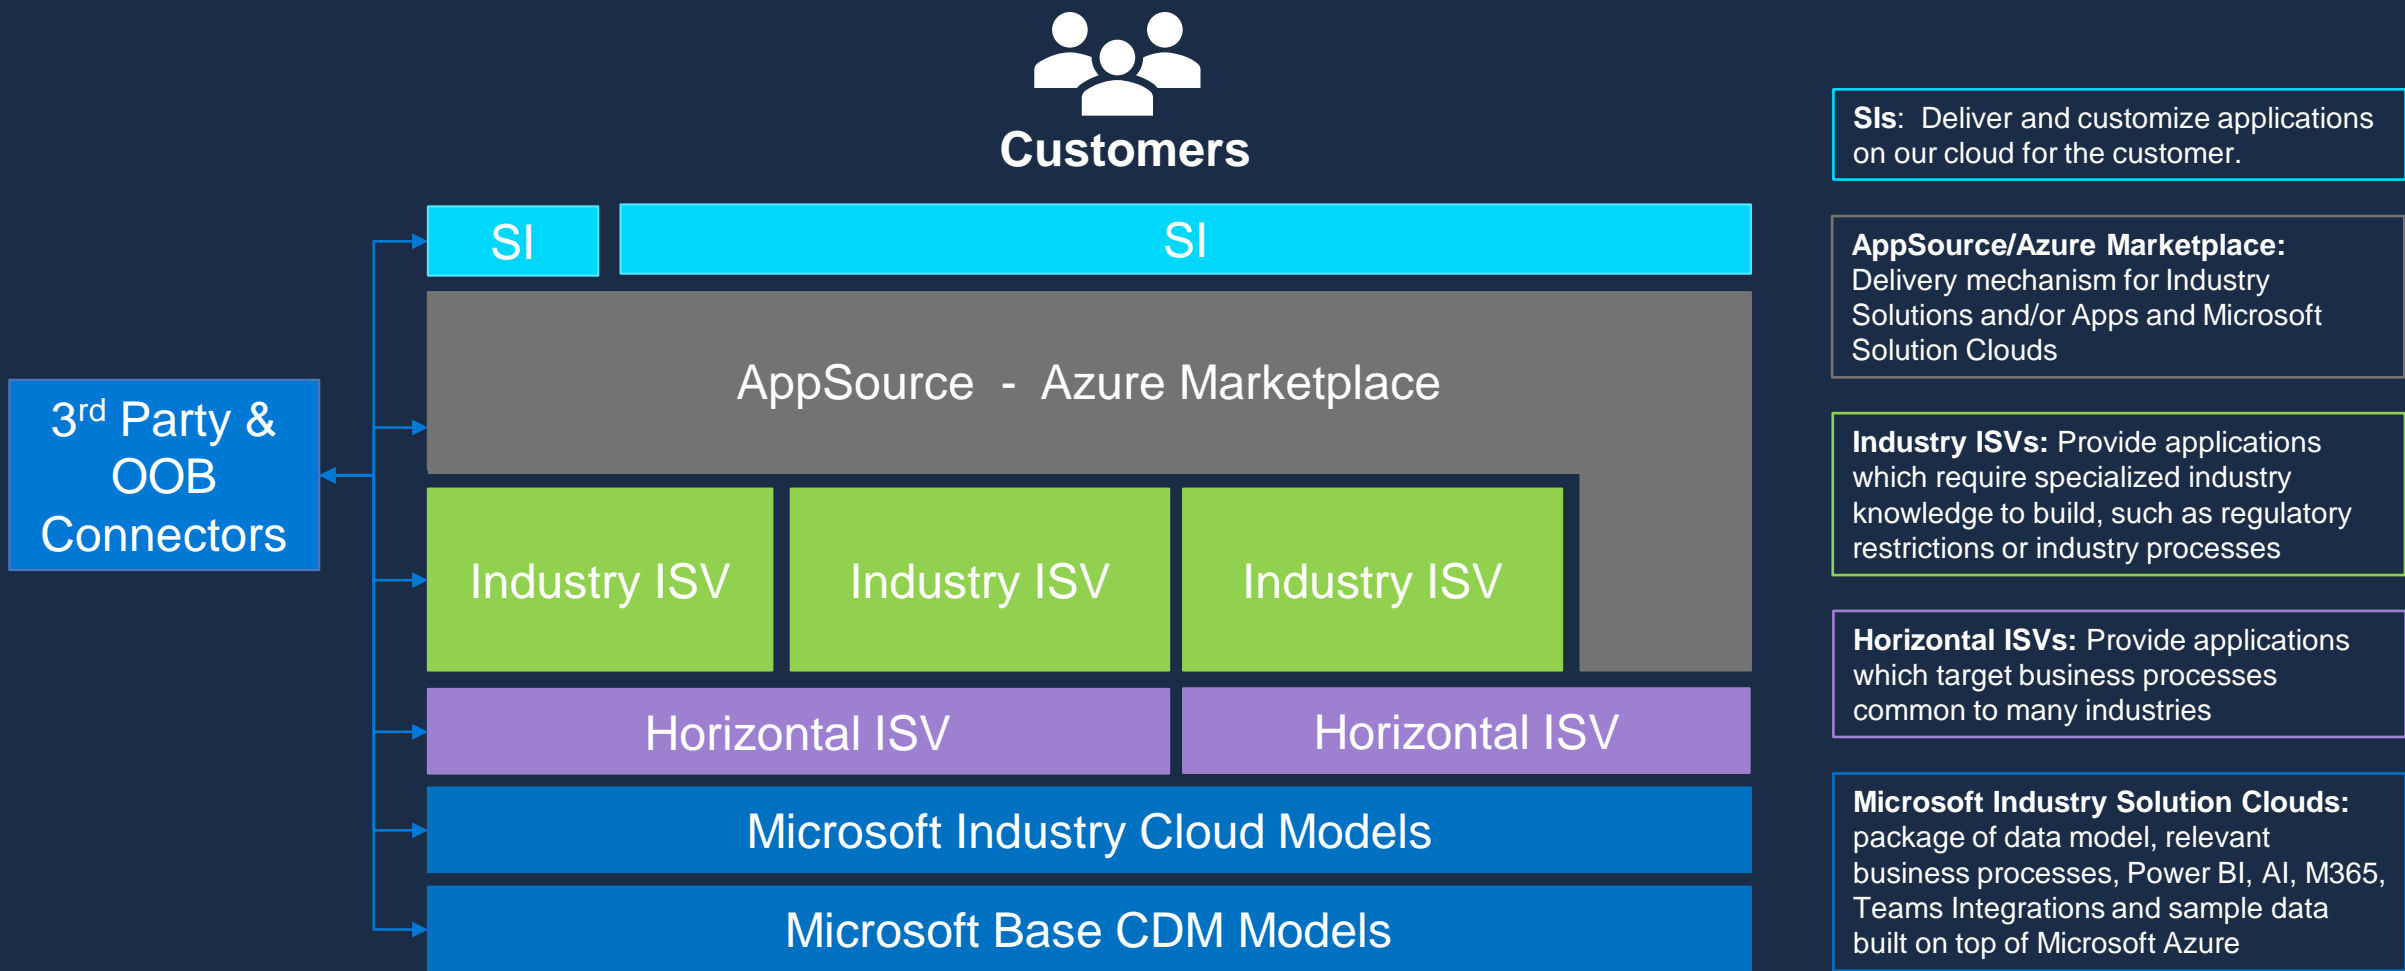 Customers
SI
SI
AppSource - Azure Marketplace
3rd Party &
OOB
Connectors
Industry ISV
Industry ISV
Industry ISV
Horizontal ISV
Horizontal ISV
Microsoft Industry Cloud Models
Microsoft Base CDM Models
SIs: Deliver and customize applications
on our cloud for the customer.
AppSource/Azure Marketplace:
Delivery mechanism for Industry
Solutions and/or Apps and Microsoft
Solution Clouds
Industry ISVs: Provide applications
which require specialized industry
knowledge to build, such as regulatory
restrictions or industry processes
Horizontal ISVs: Provide applications
which target business processes
common to many industries
Microsoft Industry Solution Clouds:
package of data model, relevant
business processes, Power BI, AI, M365,
Teams Integrations and sample data
built on top of Microsoft Azure